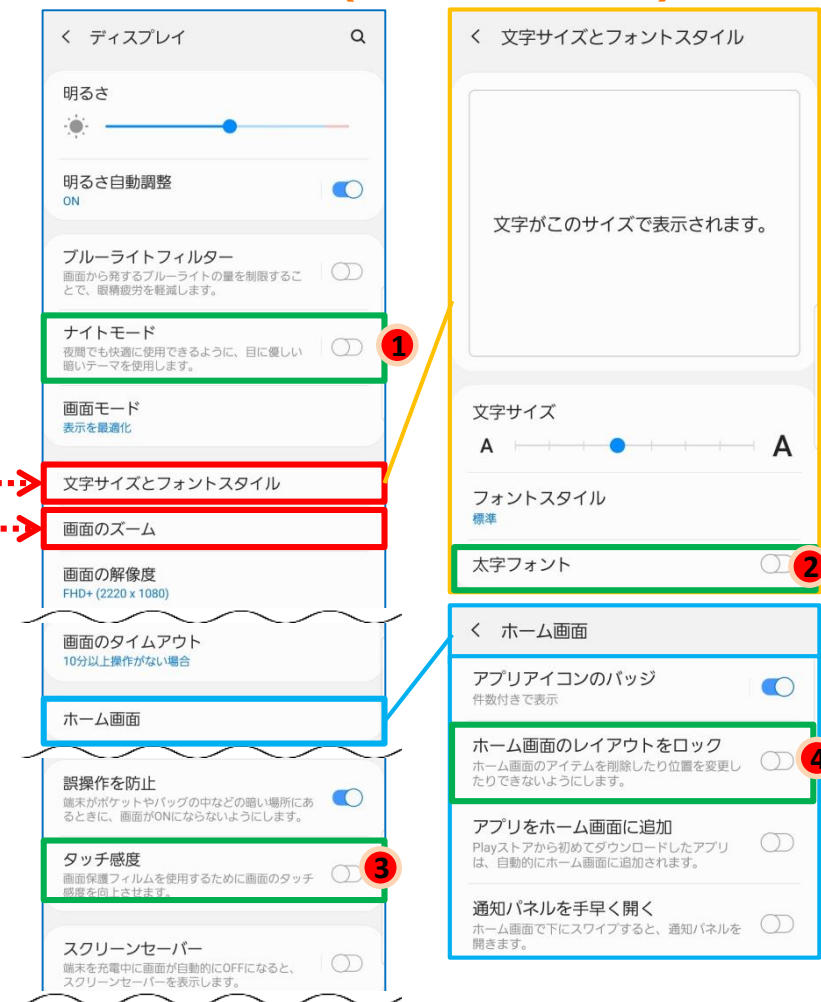 ディスプレイ
明るさ
明るさ自動調整
ON
ブルーライトフィルター
画面から発するブルーライトの量を制限するこ
とで、眼精疲労を軽減します。
ナイトモード
夜間でも快適に使用できるように、目に優しい
暗いテーマを使用します。
1
画面モード
表示を最適化
文字サイズとフォントスタイル
画面のズーム
画面の解像度
FHD+ (2220 x 1080)
画面のタイムアウト
10分以上操作がない場合
ホーム画面
誤操作を防止
端末がポケットやバッグの中などの暗い場所にあ
るときに、画面がONにならないようにします。
タッチ感度
画面保護フィルムを使用するために画面のタッチ
感度を向上させます。
3
スクリーンセーバー
端末を充電中に画面が自動的にOFFになると、
スクリーンセーバーを表示します。
文字サイズとフォントスタイル
文字がこのサイズで表示されます。
文字サイズ
A A
フォントスタイル
標準
太字フォント
2
ホーム画面
アプリアイコンのバッジ
件数付きで表示
ホーム画面のレイアウトをロック
ホーム画面のアイテムを削除したり位置を変更し
たりできないようにします。
4
アプリをホーム画面に追加
Playストアから初めてダウンロードしたアプリ
は、自動的にホーム画面に追加されます。
通知パネルを手早く開く
ホーム画面で下にスワイプすると、通知パネルを
開きます。